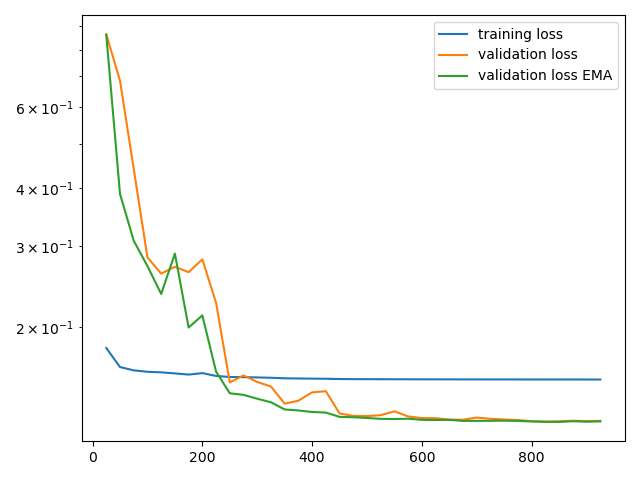 training loss
validation loss
validation loss EMA
6 × 10⁻¹
4 × 10⁻¹
3 × 10⁻¹
2 × 10⁻¹
0 200 400 600 800